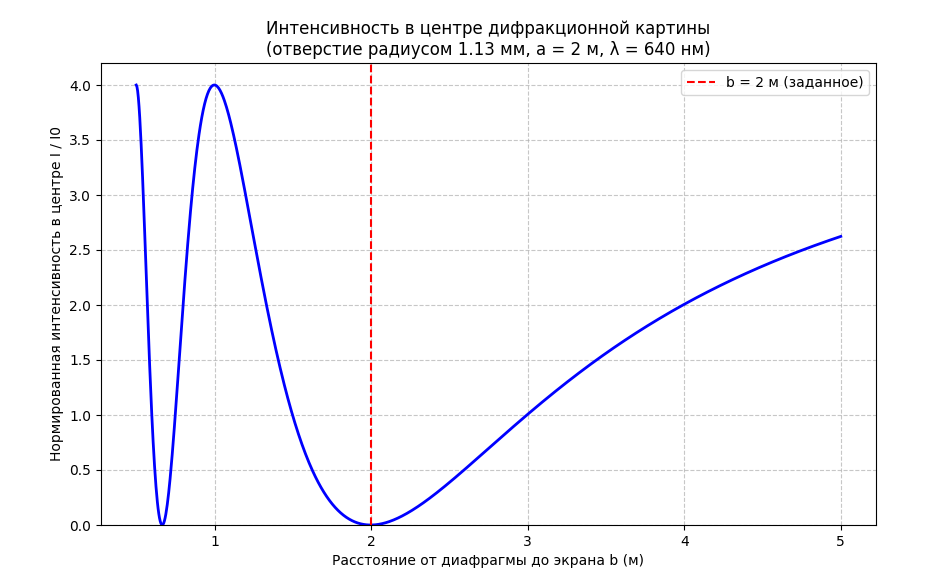 Интенсивность в центре дифракционной картины
(отверстие радиусом 1.13 мм, a = 2 м, λ = 640 нм)
b = 2 м (заданное)
Нормированная интенсивность в центре I / I0
4.0
3.5
3.0
2.5
2.0
1.5
1.0
0.5
0.0
1 2 3 4 5
Расстояние от диафрагмы до экрана b (м)